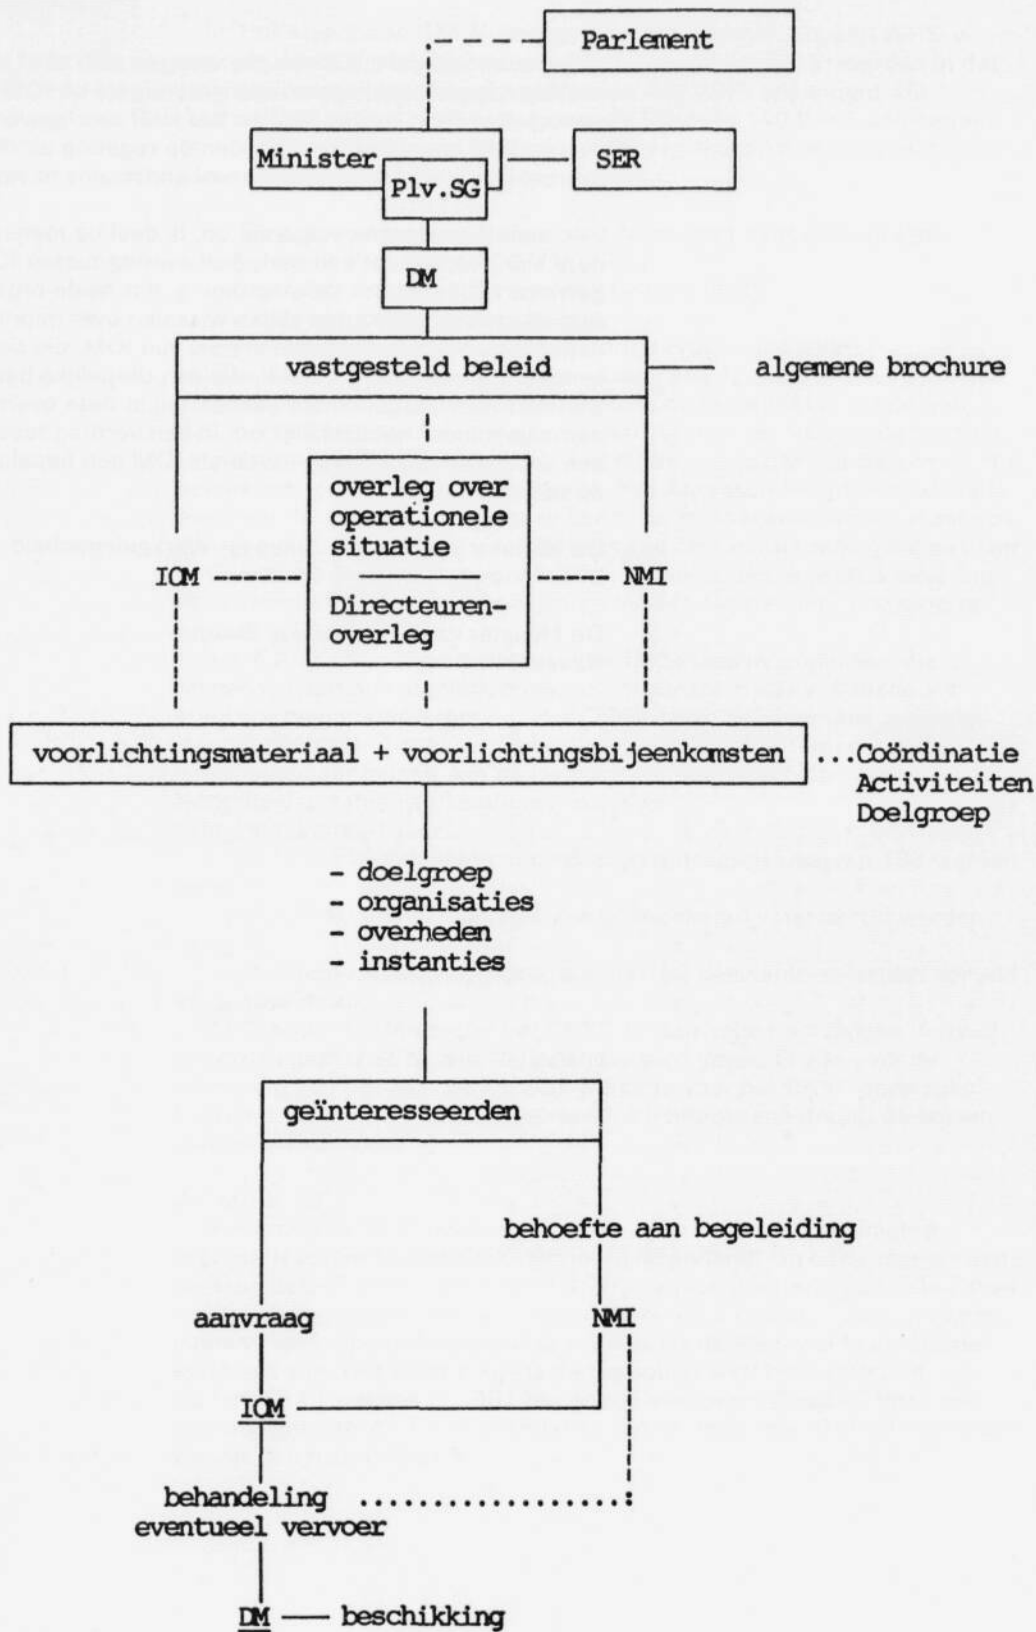 Parlement
Minister
SER
Plv.SG
DM
vastgesteld beleid
algemene brochure
overleg over
operationele
situatie
IOM
NMI
Directeuren-
overleg
voorlichtingsmateriaal + voorlichtingsbijeenkomsten
...Coördinatie
Activiteiten
Doelgroep
- doelgroep
- organisaties
- overheden
- instanties
geïnteresseerden
behoefte aan begeleiding
aanvraag
NMI
IOM
behandeling
eventueel vervoer
DM
beschikking